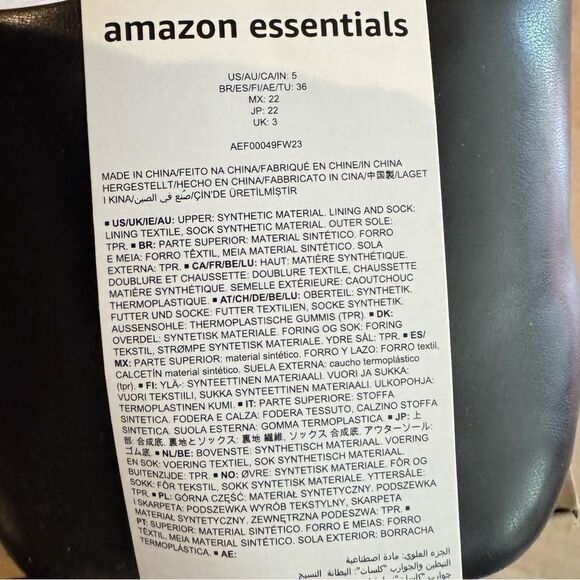 amazon essentials
US/AU/CA/IN: 5
BR/ES/FI/AE/TU: 36
MX: 22
JP: 22
UK: 3
AEF00049FW23
MADE IN CHINA/FEITO NA CHINA/FABRIQUÉ EN CHINE/IN CHINA
HERGESTELLT/HECHO EN CHINA/FABBRICATO IN CINA/中国製/LAGET
I KINA/صُنع في الصين/ÇİN'DE ÜRETİLMİŞTİR
■ US/UK/IE/AU: UPPER: SYNTHETIC MATERIAL. LINING AND SOCK:
LINING TEXTILE, SOCK SYNTHETIC MATERIAL. OUTER SOLE:
TPR. ■ BR: PARTE SUPERIOR: MATERIAL SINTÉTICO. FORRO
E MEIA: FORRO TÊXTIL, MEIA MATERIAL SINTÉTICO. SOLA
EXTERNA: TPR. ■ CA/FR/BE/LU: HAUT: MATIÈRE SYNTHÉTIQUE.
DOUBLURE ET CHAUSSETTE: DOUBLURE TEXTILE, CHAUSSETTE
MATIÈRE SYNTHÉTIQUE. SEMELLE EXTÉRIEURE: CAOUTCHOUC
THERMOPLASTIQUE. ■ AT/CH/DE/BE/LU: OBERTEIL: SYNTHETIK.
FUTTER UND SOCKE: FUTTER TEXTILIEN, SOCKE SYNTHETIK.
AUSSENSOHLE: THERMOPLASTISCHE GUMMIS (TPR). ■ DK:
OVERDEL: SYNTETISK MATERIALE. FORING OG SOK: FORING
TEKSTIL, STRØMPE SYNTETISK MATERIALE. YDRE SÅL: TPR. ■ ES/
MX: PARTE SUPERIOR: material sintético. FORRO Y LAZO: FORRO textil,
CALCETÍN material sintético. SUELA EXTERNA: caucho termoplástico
(tpr). ■ FI: YLÄ-: SYNTEETTINEN MATERIAALI. VUORI JA SUKKA:
VUORI TEKSTIILI, SUKKA SYNTEETTINEN MATERIAALI. ULKOPOHJA:
TERMOPLASTINEN KUMI. ■ IT: PARTE SUPERIORE: STOFFA
SINTETICA. FODERA E CALZA: FODERA TESSUTO, CALZINO STOFFA
SINTETICA. SUOLA ESTERNA: GOMMA TERMOPLASTICA. ■ JP: 上
部: 合成底. 裏地とソックス: 裏地 繊維, ソックス 合成底. アウターソール:
ゴム底. ■ NL/BE: BOVENSTE: SYNTHETISCH MATERIAAL. VOERING
EN SOK: VOERING TEXTIEL, SOK SYNTHETISCH MATERIAAL.
BUITENZIJDE: TPR. ■ NO: ØVRE: SYNTETISK MATERIALE. FÔR OG
SOKK: FÔR TEKSTIL, SOKK SYNTETISK MATERIALE. YTTERSÅLE:
TPR. ■ PL: GÓRNA CZĘŚĆ: MATERIAŁ SYNTETYCZNY. PODSZEWKA
I SKARPETA: PODSZEWKA WYRÓB TEKSTYLNY, SKARPETA
MATERIAŁ SYNTETYCZNY. ZEWNĘTRZNA PODESZWA: TPR. ■
PT: SUPERIOR: MATERIAL SINTÉTICO. FORRO E MEIAS: FORRO
TÊXTIL, MEIA MATERIAL SINTÉTICO. SOLA EXTERIOR: BORRACHA
TERMOPLÁSTICA. ■ AE:
الجزء العلوي: مادة اصطناعية
التبطين والجوارب "كلسات": البطانة النسيج
جوارب "كلسات"